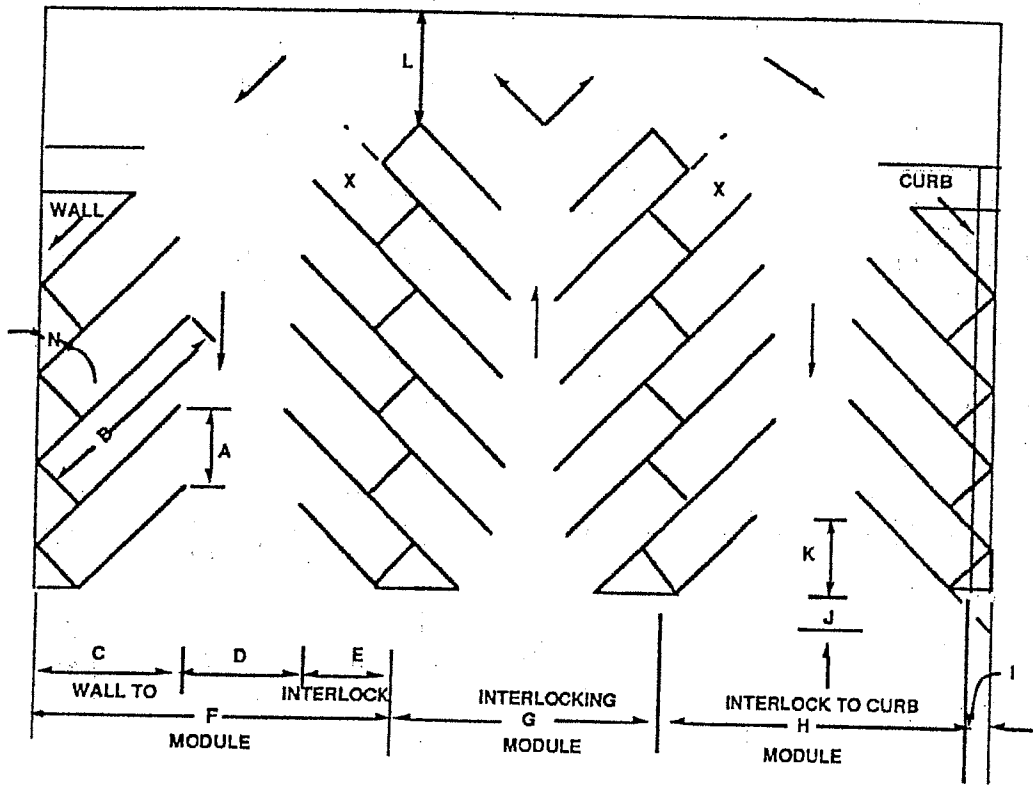 L
X
X
WALL
CURB
N
B
A
K
J
C
D
E
I
WALL TO
INTERLOCK
INTERLOCKING
INTERLOCK TO CURB
F
G
H
MODULE
MODULE
MODULE